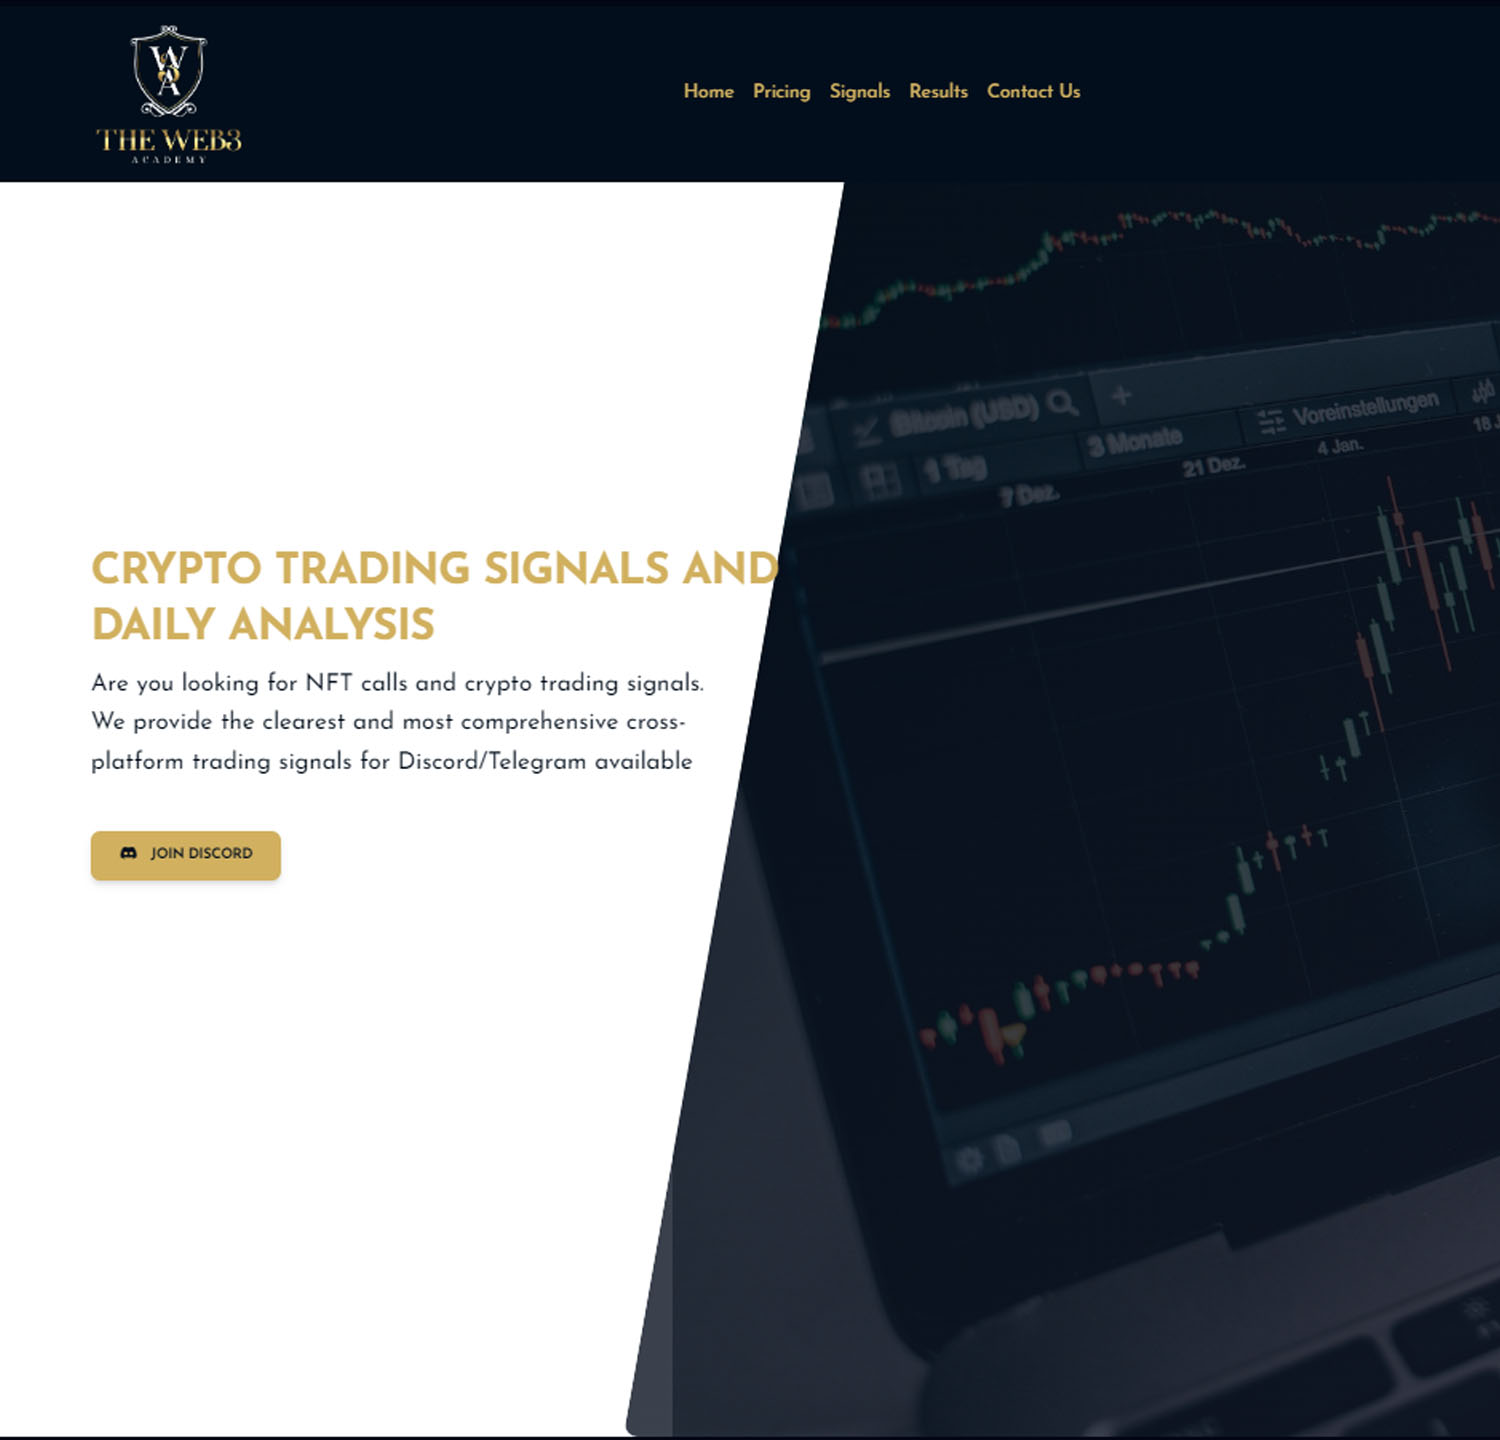 W
A
THE WEB3
ACADEMY
Home Pricing Signals Results Contact Us
Bitcoin (USD)
Voreinstellungen
1 Tag
3 Monate
7 Dez.
21 Dez.
4 Jan.
CRYPTO TRADING SIGNALS AND
DAILY ANALYSIS
Are you looking for NFT calls and crypto trading signals.
We provide the clearest and most comprehensive cross-
platform trading signals for Discord/Telegram available
JOIN DISCORD